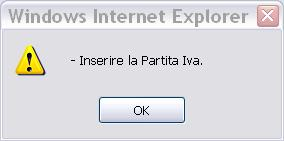 Windows Internet Explorer
- Inserire la Partita Iva.
OK